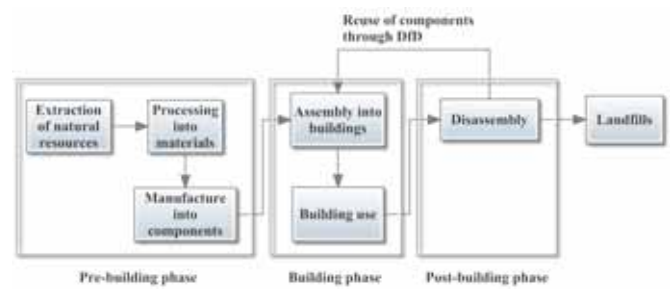 Reuse of components
through DfD
Extraction
of natural
resources
Processing
into
materials
Manufacture
into
components
Assembly into
buildings
Building use
Disassembly
Landfills
Pre-building phase
Building phase
Post-building phase